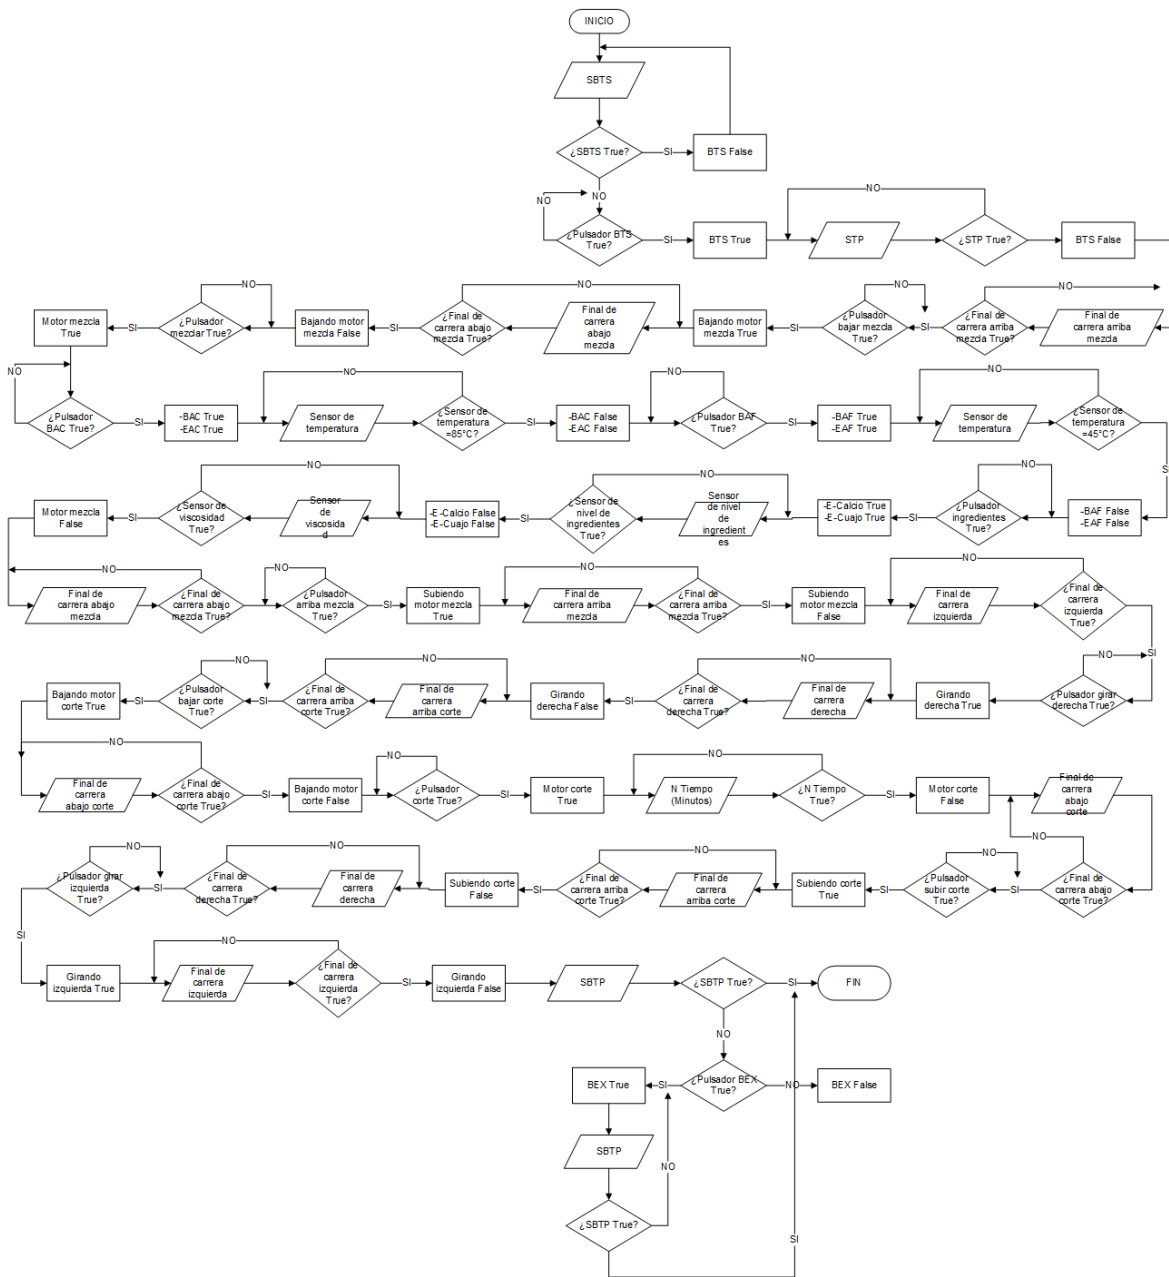 INICIO
SBTS
¿SBTS True?
SI
BTS False
NO
NO
¿Pulsador BTS
True?
SI
BTS True
STP
NO
¿STP True?
BTS False
Motor mezcla
True
SI
¿Pulsador
mezclar True?
NO
Bajando motor
mezcla False
SI
¿Final de
carrera abajo
mezcla True?
NO
Final de
carrera
abajo
mezcla
Bajando motor
mezcla True
SI
¿Pulsador
bajar mezcla
True?
NO
SI
¿Final de
carrera arriba
mezcla True?
NO
Final de
carrera arriba
mezcla
NO
¿Pulsador
BAC True?
SI
-BAC True
-EAC True
NO
Sensor de
temperatura
¿Sensor de
temperatura
=85°C?
SI
-BAC False
-EAC False
NO
¿Pulsador BAF
True?
SI
-BAF True
-EAF True
NO
Sensor de
temperatura
¿Sensor de
temperatura
=45°C?
SI
Motor mezcla
False
SI
¿Sensor de
viscosidad
True?
NO
Sensor
de
viscosida
d
-E-Calcio False
-E-Cuajo False
SI
¿Sensor de
nivel de
ingredientes
True?
NO
Sensor
de nivel
de
ingredien
tes
-E-Calcio True
-E-Cuajo True
SI
¿Pulsador
ingredientes
True?
NO
-BAF False
-EAF False
NO
Final de
carrera abajo
mezcla
¿Final de
carrera abajo
mezcla True?
NO
¿Pulsador
arriba mezcla
True?
SI
Subiendo
motor mezcla
True
NO
Final de
carrera arriba
mezcla
¿Final de
carrera arriba
mezcla True?
SI
Subiendo
motor mezcla
False
NO
Final de
carrera
izquierda
¿Final de
carrera
izquierda
True?
SI
Bajando motor
corte True
SI
¿Pulsador
bajar corte
True?
NO
SI
¿Final de
carrera arriba
corte True?
NO
Final de
carrera
arriba corte
Girando
derecha False
SI
¿Final de
carrera
derecha True?
NO
Final de
carrera
derecha
Girando
derecha True
SI
¿Pulsador girar
derecha True?
NO
NO
Final de
carrera
abajo corte
¿Final de
carrera abajo
corte True?
SI
Bajando motor
corte False
NO
¿Pulsador
corte True?
SI
Motor corte
True
NO
N Tiempo
(Minutos)
¿N Tiempo
True?
SI
Motor corte
False
Final de
carrera
abajo
corte
¿Pulsador girar
izquierda
True?
NO
SI
¿Final de
carrera
derecha True?
NO
Final de
carrera
derecha
Subiendo corte
False
SI
¿Final de
carrera arriba
corte True?
NO
Final de
carrera
arriba corte
Subiendo corte
True
SI
¿Pulsador
subir corte
True?
NO
SI
¿Final de
carrera abajo
corte True?
NO
SI
Girando
izquierda True
NO
Final de
carrera
izquierda
¿Final de
carrera
izquierda
True?
SI
Girando
izquierda False
SBTP
¿SBTP True?
SI
FIN
NO
BEX True
SI
¿Pulsador BEX
True?
NO
BEX False
SBTP
NO
¿SBTP True?
SI